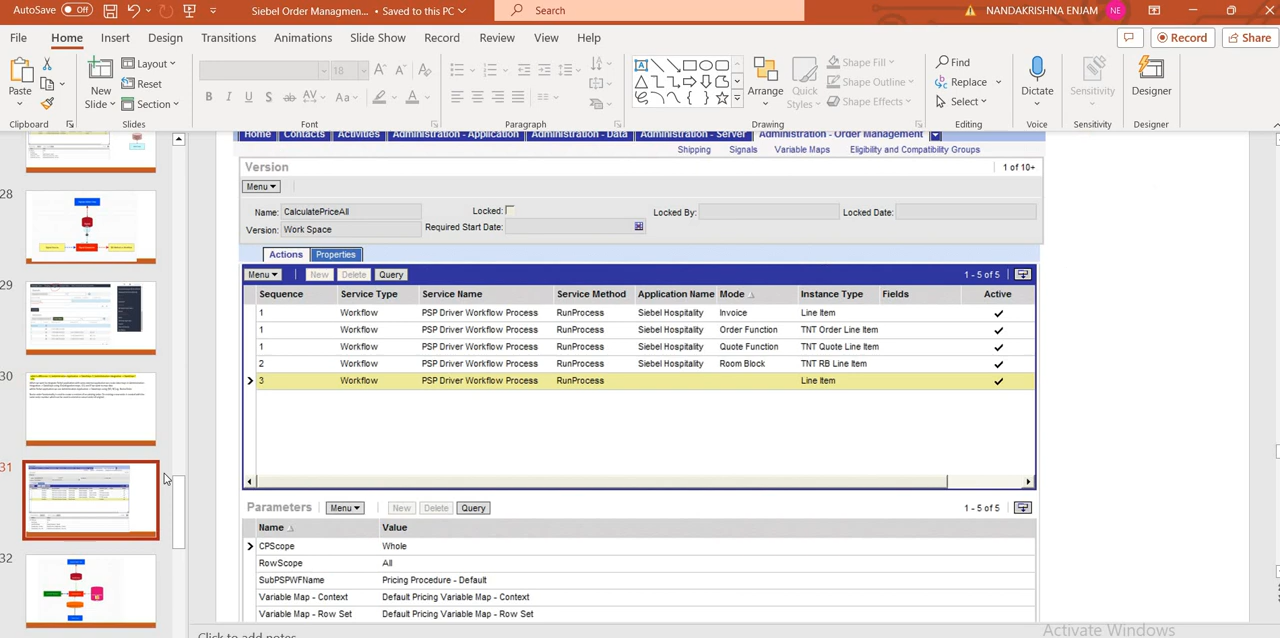 AutoSave Off Siebel Order Managmen... • Saved to this PC Search NANDAKRISHNA ENJAM NE
File Home Insert Design Transitions Animations Slide Show Record Review View Help Record Share
Paste New Slide Layout Reset Section 18 Arrange Quick Styles Shape Fill Shape Outline Shape Effects Find Replace Select Dictate Sensitivity Designer
Clipboard Slides Font Paragraph Drawing Editing Voice Sensitivity Designer
28
29
30
31
32
Home Contacts Activities Administration - Application Administration - Data Administration - Server Administration - Order Management
Shipping Signals Variable Maps Eligibility and Compatibility Groups
Version 1 of 10+
Menu
Name: CalculatePriceAll Locked: Locked By: Locked Date:
Version: Work Space Required Start Date:
Actions Properties
Menu New Delete Query 1 - 5 of 5
Sequence Service Type Service Name Service Method Application Name Mode Instance Type Fields Active
1 Workflow PSP Driver Workflow Process RunProcess Siebel Hospitality Invoice Line Item
1 Workflow PSP Driver Workflow Process RunProcess Siebel Hospitality Order Function TNT Order Line Item
1 Workflow PSP Driver Workflow Process RunProcess Siebel Hospitality Quote Function TNT Quote Line Item
2 Workflow PSP Driver Workflow Process RunProcess Siebel Hospitality Room Block TNT RB Line Item
3 Workflow PSP Driver Workflow Process RunProcess Line Item
Parameters Menu New Delete Query 1 - 5 of 5
Name Value
CPScope Whole
RowScope All
SubPSPWFName Pricing Procedure - Default
Variable Map - Context Default Pricing Variable Map - Context
Variable Map - Row Set Default Pricing Variable Map - Row Set
Click to add notes
Activate Windows